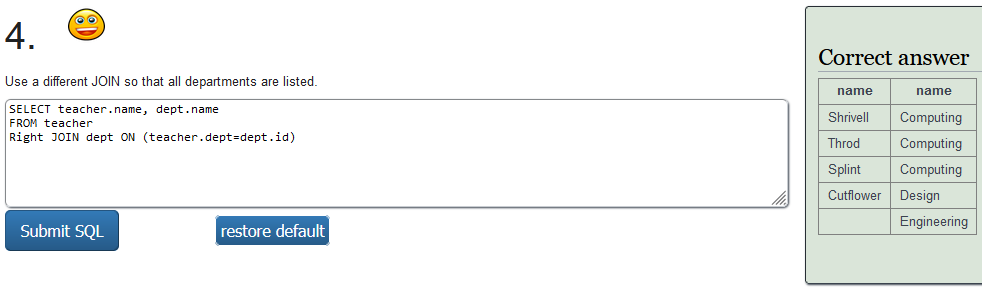 4.
Use a different JOIN so that all departments are listed.
SELECT teacher.name, dept.name
FROM teacher
Right JOIN dept ON (teacher.dept=dept.id)
Submit SQL
restore default
Correct answer
name name
Shrivell Computing
Throd Computing
Splint Computing
Cutflower Design
Engineering